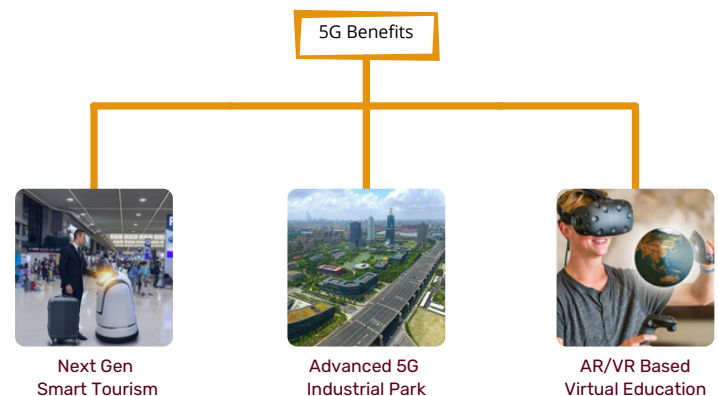 5G Benefits
Next Gen
Smart Tourism
Advanced 5G
Industrial Park
AR/VR Based
Virtual Education